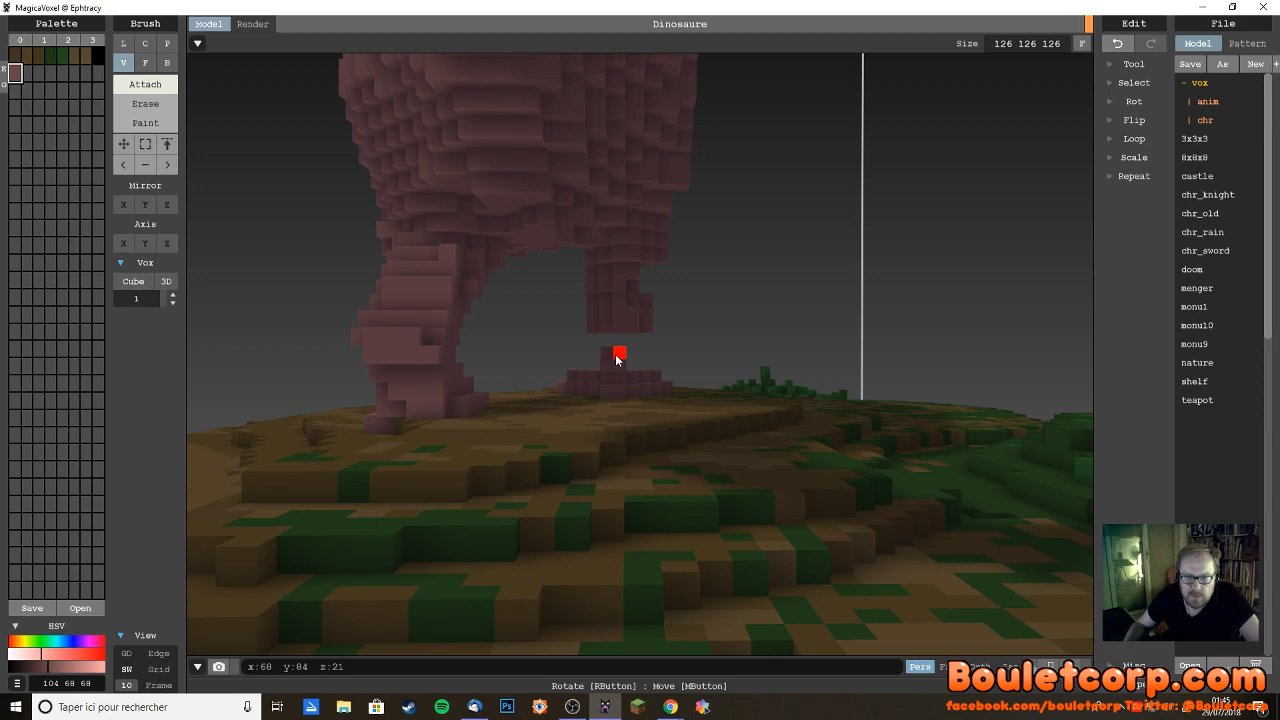 MagicaVoxel @ Ephtracy
Palette
0 1 2 3
Save Open
HSV
104 68 68
Brush
L C P
V F B
Attach
Erase
Paint
< - >
Mirror
X Y Z
Axis
X Y Z
Vox
Cube 3D
1
View
GD Edge
SW Grid
10 Frame
Model Render
Dinosaure
Size 126 126 126 F
x:68 y:84 z:21
Pers
Rotate [RButton] : Move [MButton]
Edit
Tool
Select
Rot
Flip
Loop
Scale
Repeat
File
Model Pattern
Save As New +
- vox
| anim
| chr
3x3x3
8x8x8
castle
chr_knight
chr_old
chr_rain
chr_sword
doom
menger
monu1
monu10
monu9
nature
shelf
teapot
Bouletcorp.com
facebook.com/bouletcorp Twitter: @Bouletcorp
Taper ici pour rechercher
01:45
29/07/2018